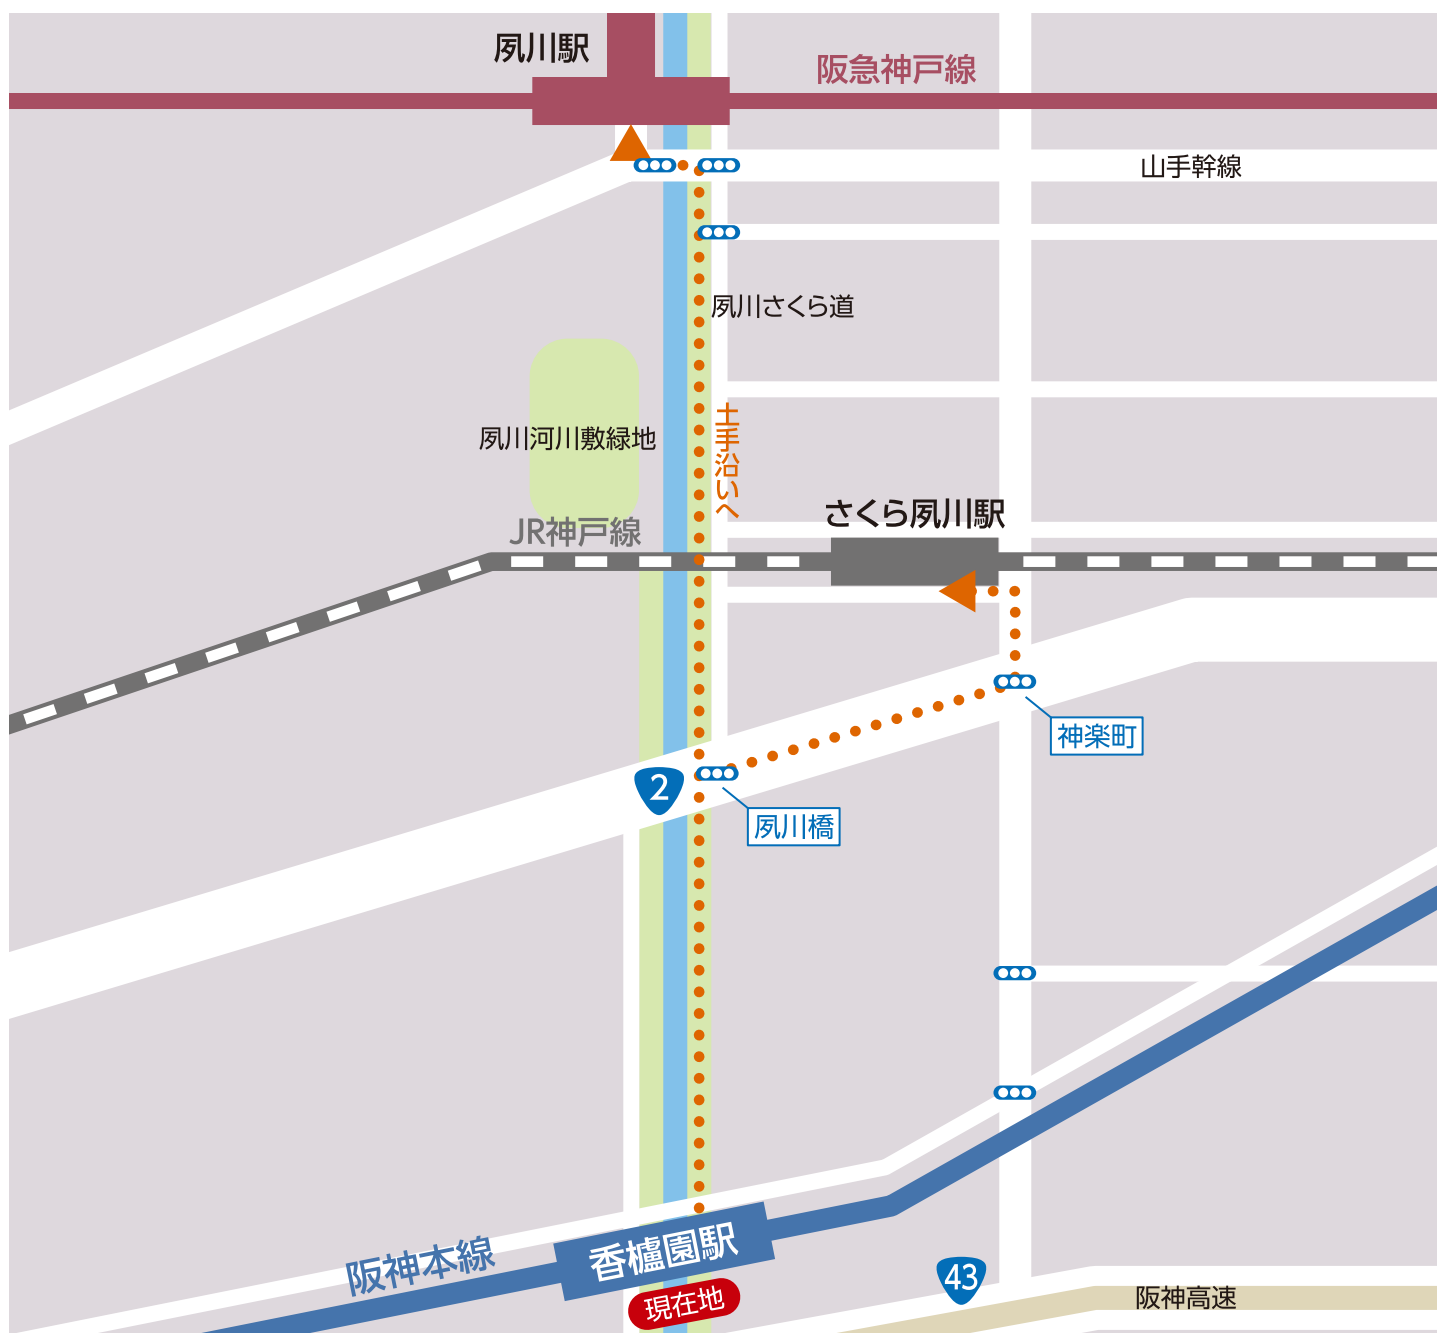 夙川駅
阪急神戸線
山手幹線
夙川さくら道
土手沿いへ
夙川河川敷緑地
さくら夙川駅
JR神戸線
神楽町
2
夙川橋
阪神本線
香櫨園駅
現在地
43
阪神高速